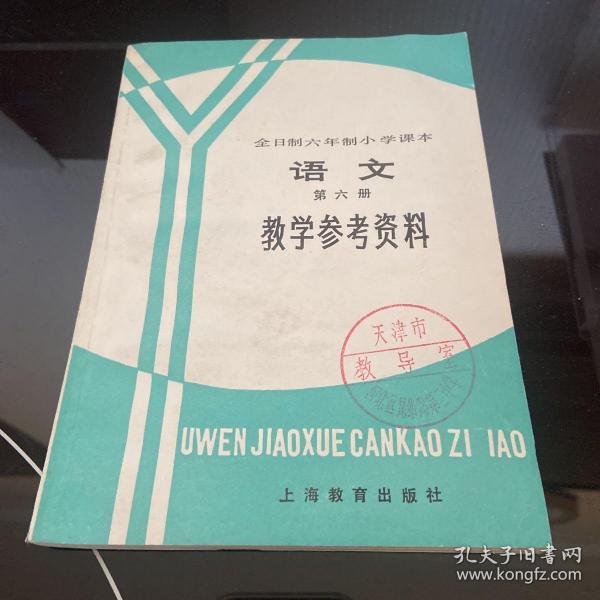 全日制六年制小学课本
语文
第六册
教学参考资料
天津市
教导室
UWEN JIAOXUE CANKAO ZI IAO
上海教育出版社
孔夫子旧书网
www.kongfz.com